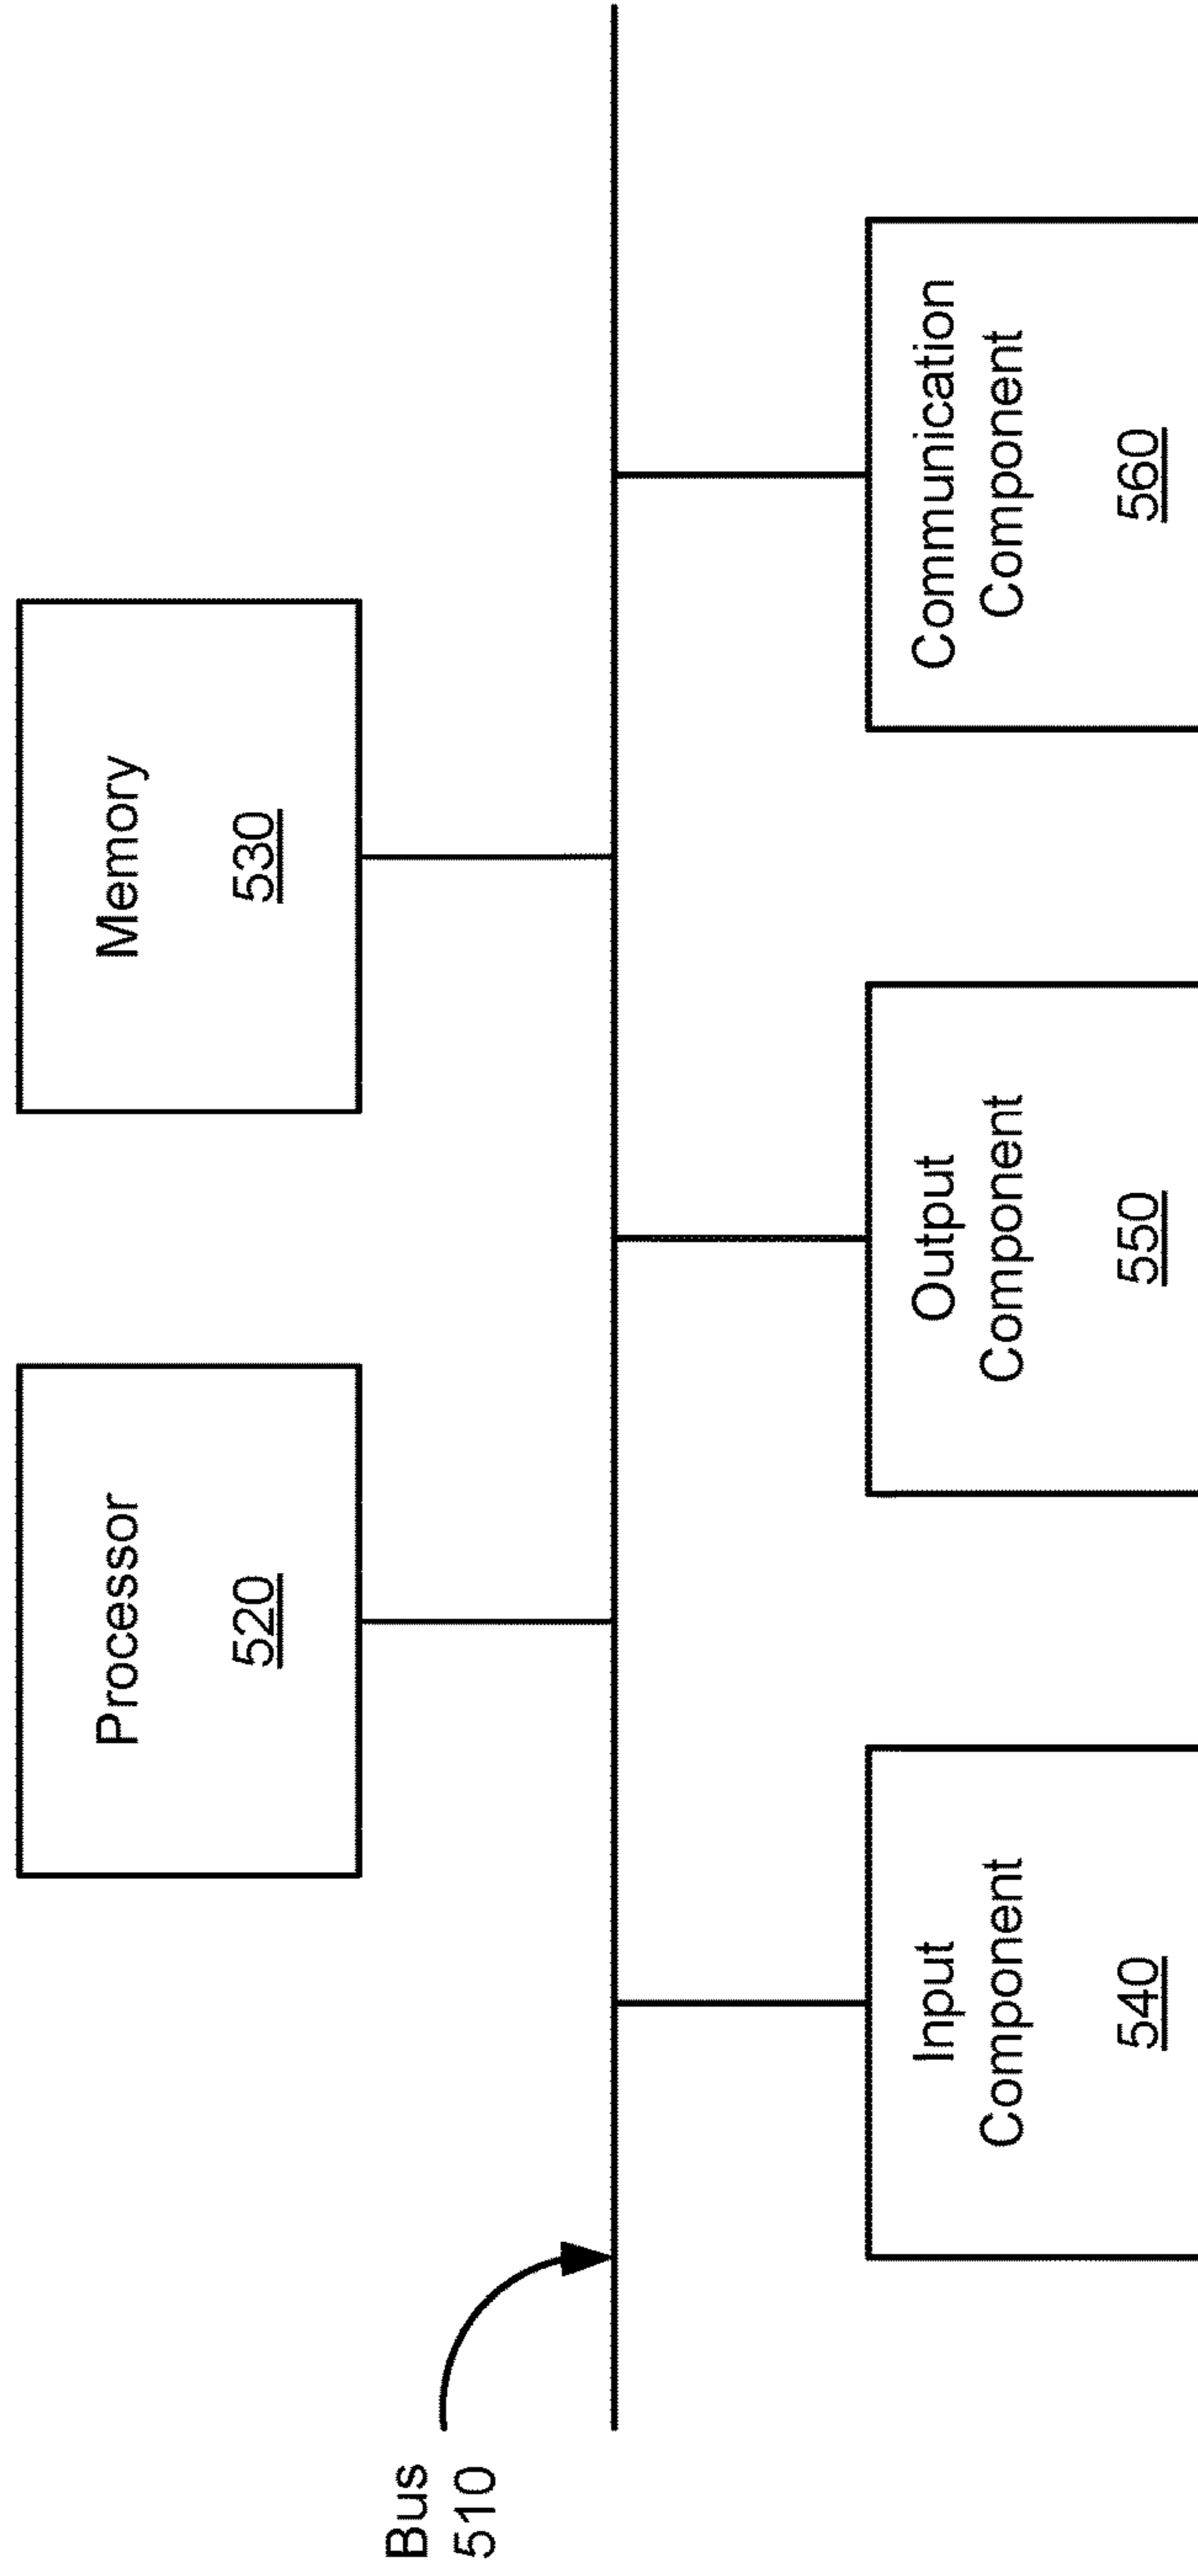 Processor
520
Memory
530
Bus
510
Input
Component
540
Output
Component
550
Communication
Component
560